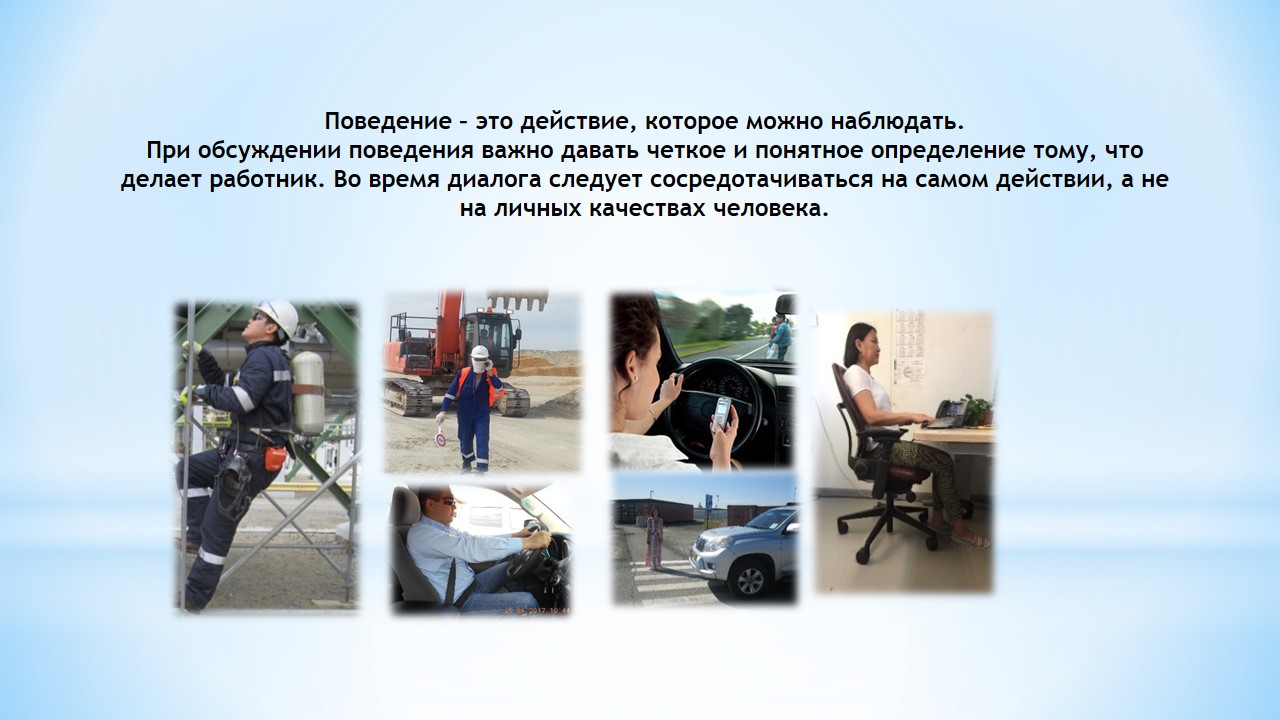 Поведение – это действие, которое можно наблюдать.
При обсуждении поведения важно давать четкое и понятное определение тому, что
делает работник. Во время диалога следует сосредотачиваться на самом действии, а не
на личных качествах человека.